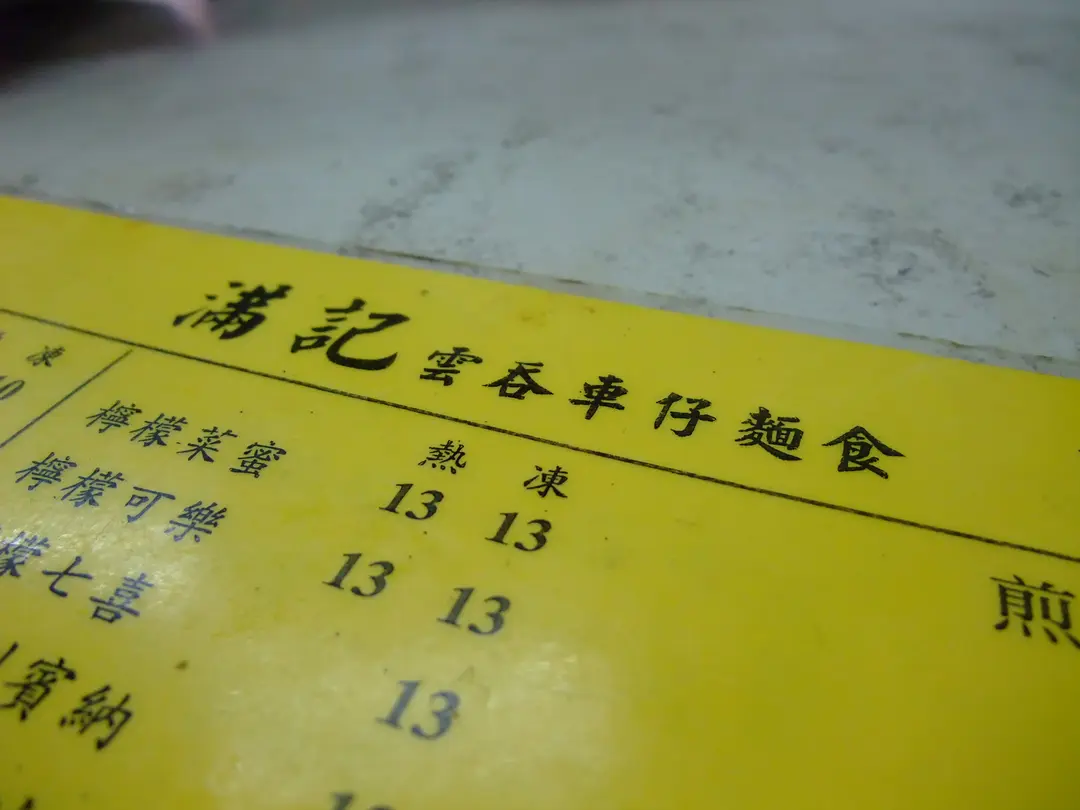 滿記雲吞車仔麵食
凍
熱 凍
檸檬菜蜜 13 13
檸檬可樂 13 13
檬七喜 13
賓納
煎